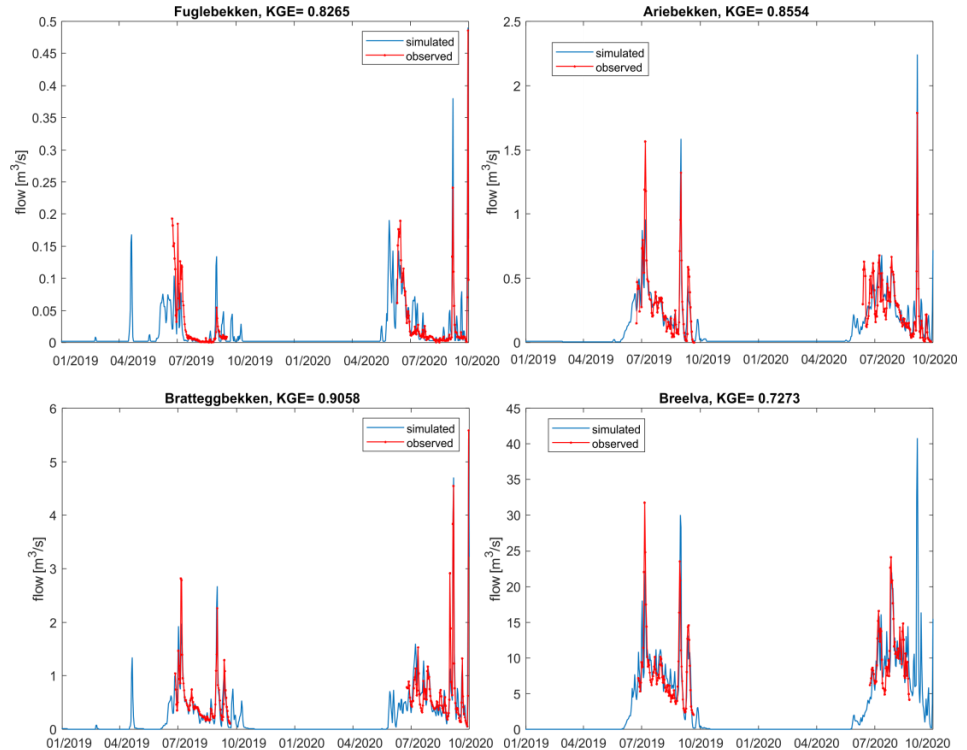 Fuglebekken, KGE= 0.8265
0.5
0.45
0.4
0.35
0.3
0.25
0.2
0.15
0.1
0.05
0
flow [m³/s]
simulated
observed
01/2019 04/2019 07/2019 10/2019 01/2020 04/2020 07/2020 10/2020
Ariebekken, KGE= 0.8554
2.5
2
1.5
1
0.5
0
flow [m³/s]
simulated
observed
01/2019 04/2019 07/2019 10/2019 01/2020 04/2020 07/2020 10/2020
Bratteggbekken, KGE= 0.9058
6
5
4
3
2
1
0
flow [m³/s]
simulated
observed
01/2019 04/2019 07/2019 10/2019 01/2020 04/2020 07/2020 10/2020
Breelva, KGE= 0.7273
45
40
35
30
25
20
15
10
5
0
flow [m³/s]
simulated
observed
01/2019 04/2019 07/2019 10/2019 01/2020 04/2020 07/2020 10/2020